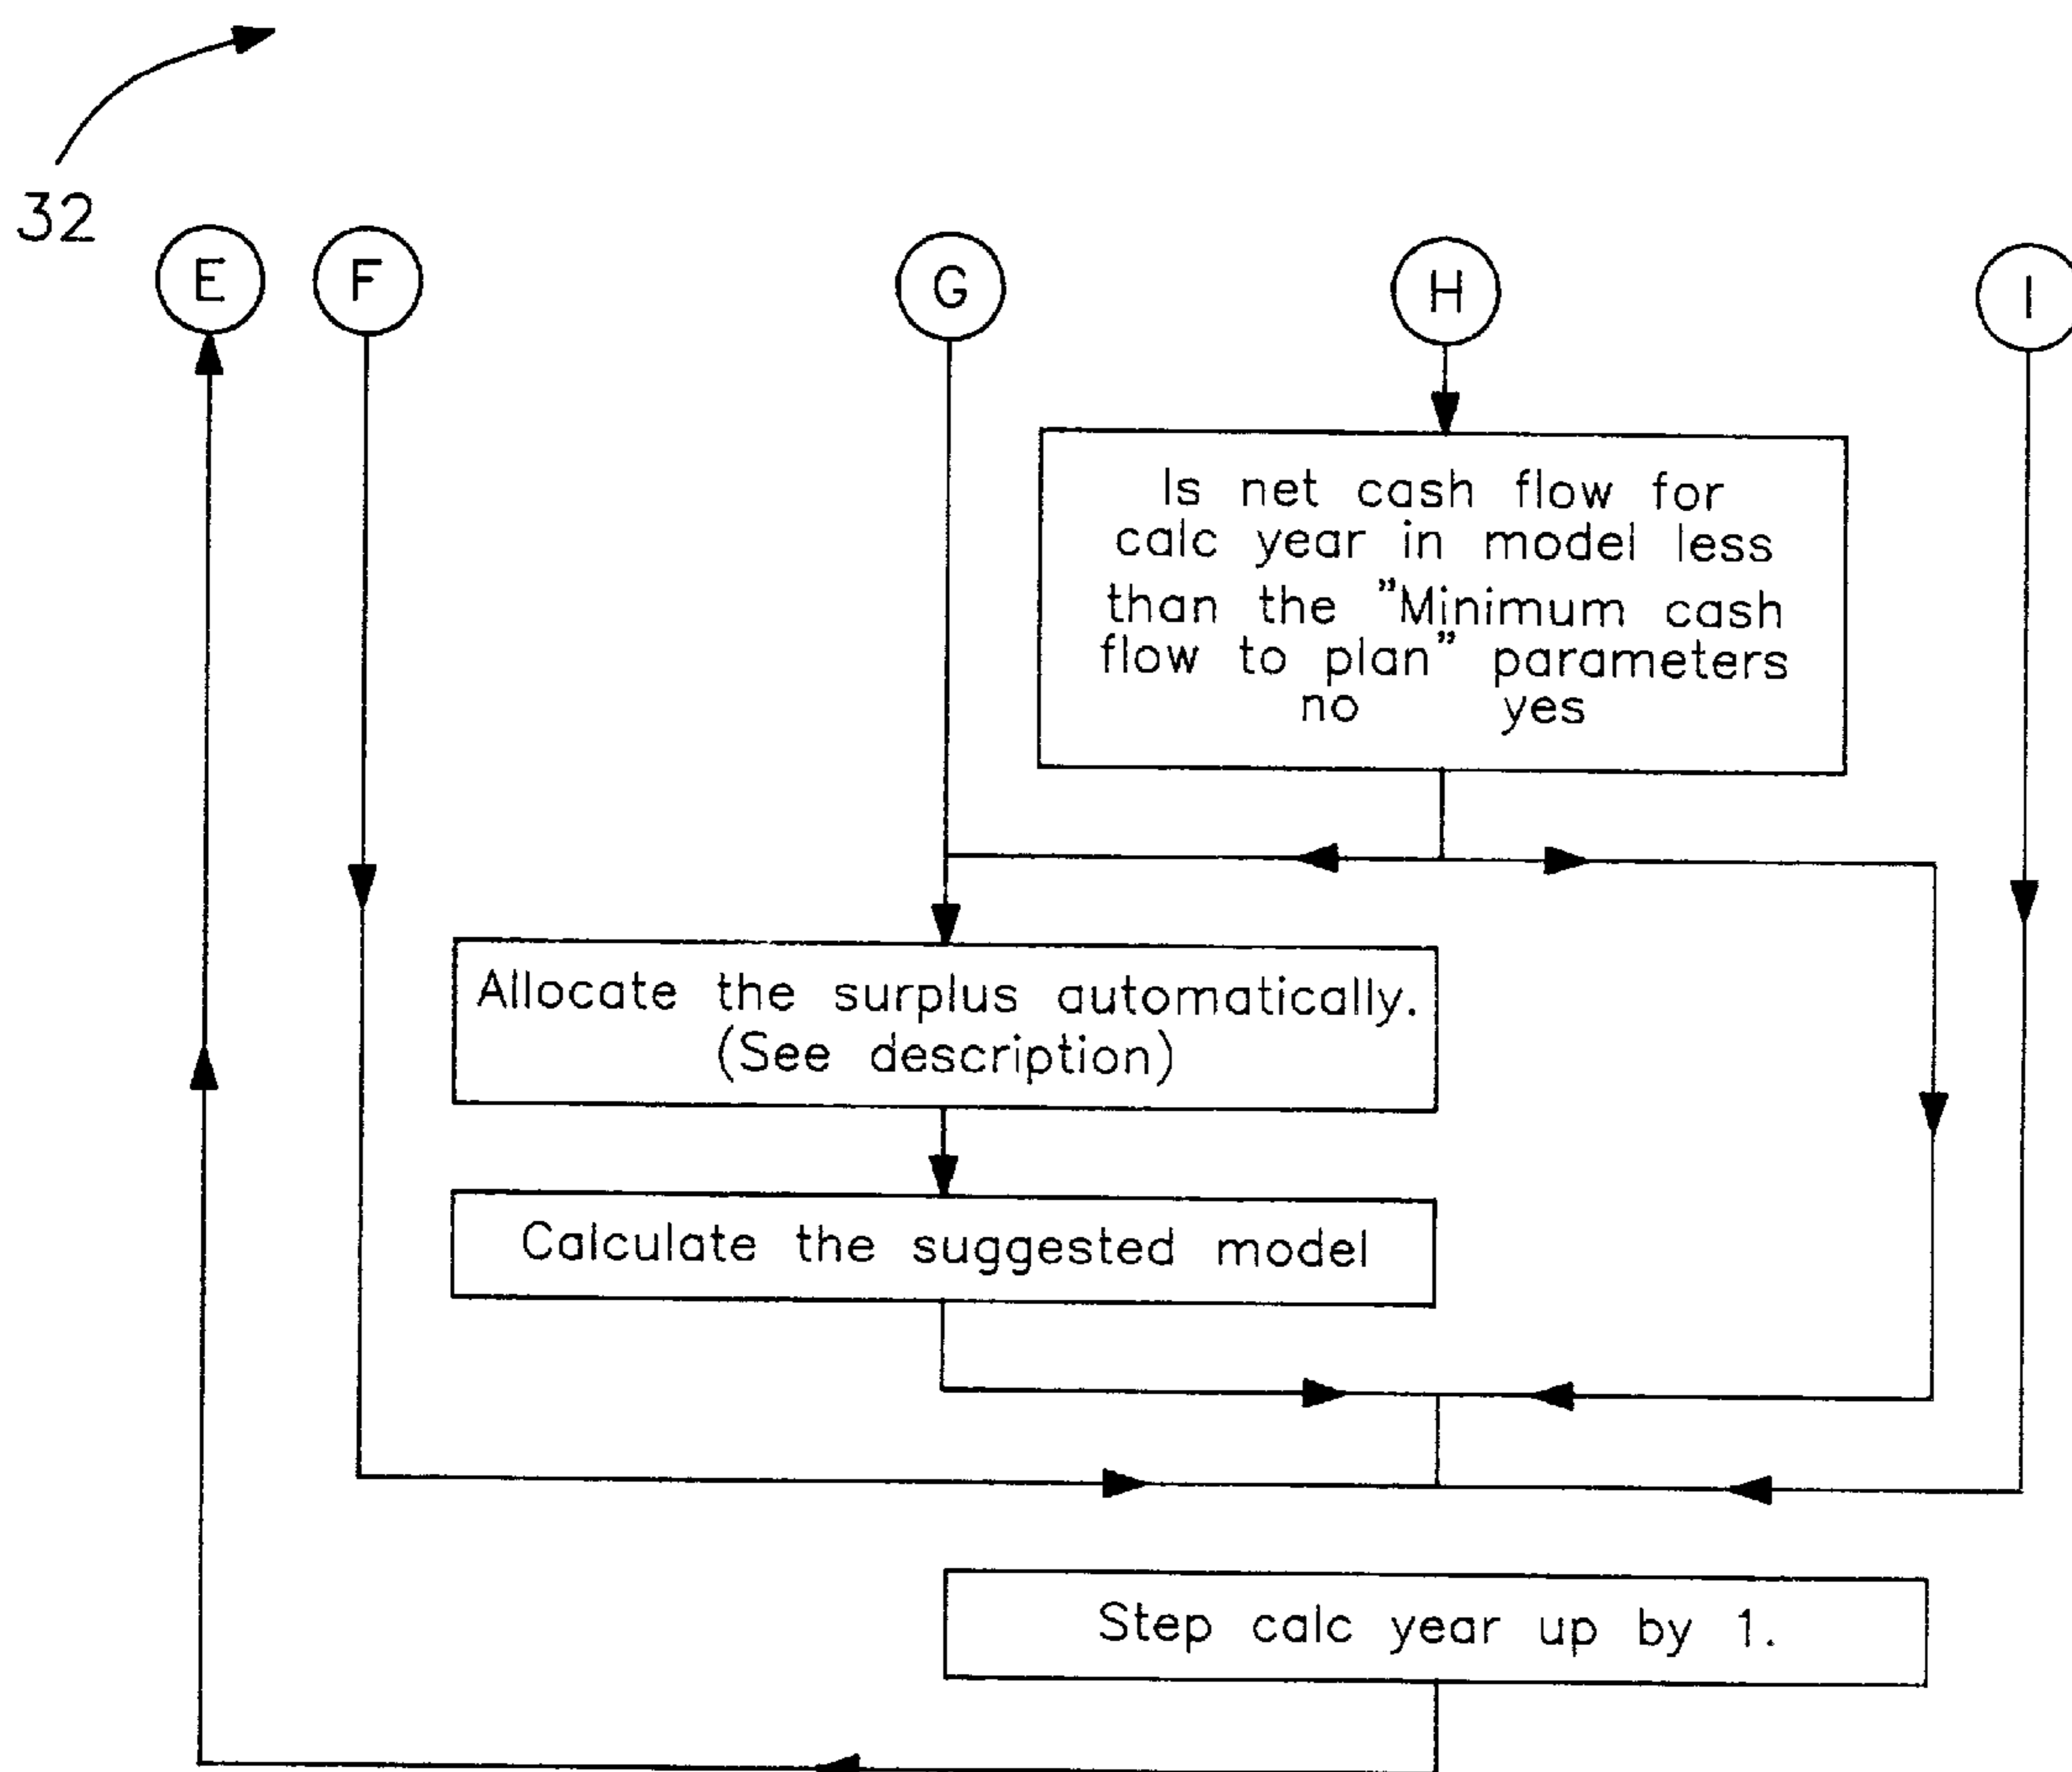 32
E
F
G
H
I
Is net cash flow for
calc year in model less
than the "Minimum cash
flow to plan" parameters
no yes
Allocate the surplus automatically.
(See description)
Calculate the suggested model
Step calc year up by 1.